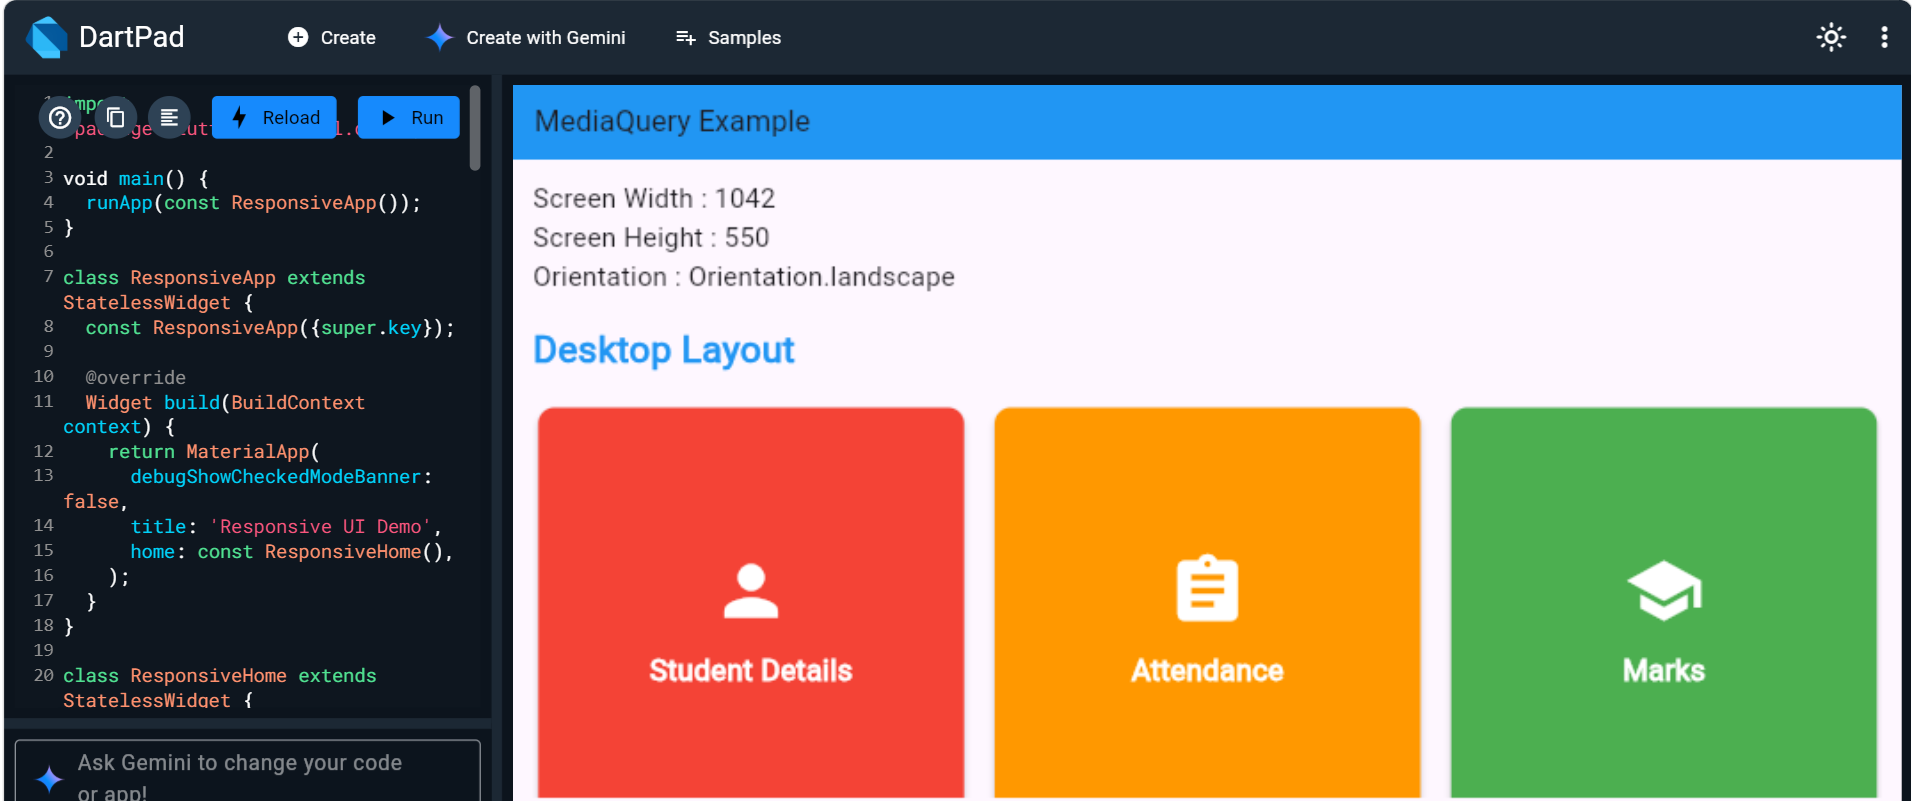 DartPad
Create
Create with Gemini
Samples
Reload
Run
1
2
3 void main() {
4 runApp(const ResponsiveApp());
5 }
6
7 class ResponsiveApp extends
StatelessWidget {
8 const ResponsiveApp({super.key});
9
10 @override
11 Widget build(BuildContext
context) {
12 return MaterialApp(
13 debugShowCheckedModeBanner:
false,
14 title: 'Responsive UI Demo',
15 home: const ResponsiveHome(),
16 );
17 }
18 }
19
20 class ResponsiveHome extends
StatelessWidget {
Ask Gemini to change your code
or app!
MediaQuery Example
Screen Width : 1042
Screen Height : 550
Orientation : Orientation.landscape
Desktop Layout
Student Details
Attendance
Marks